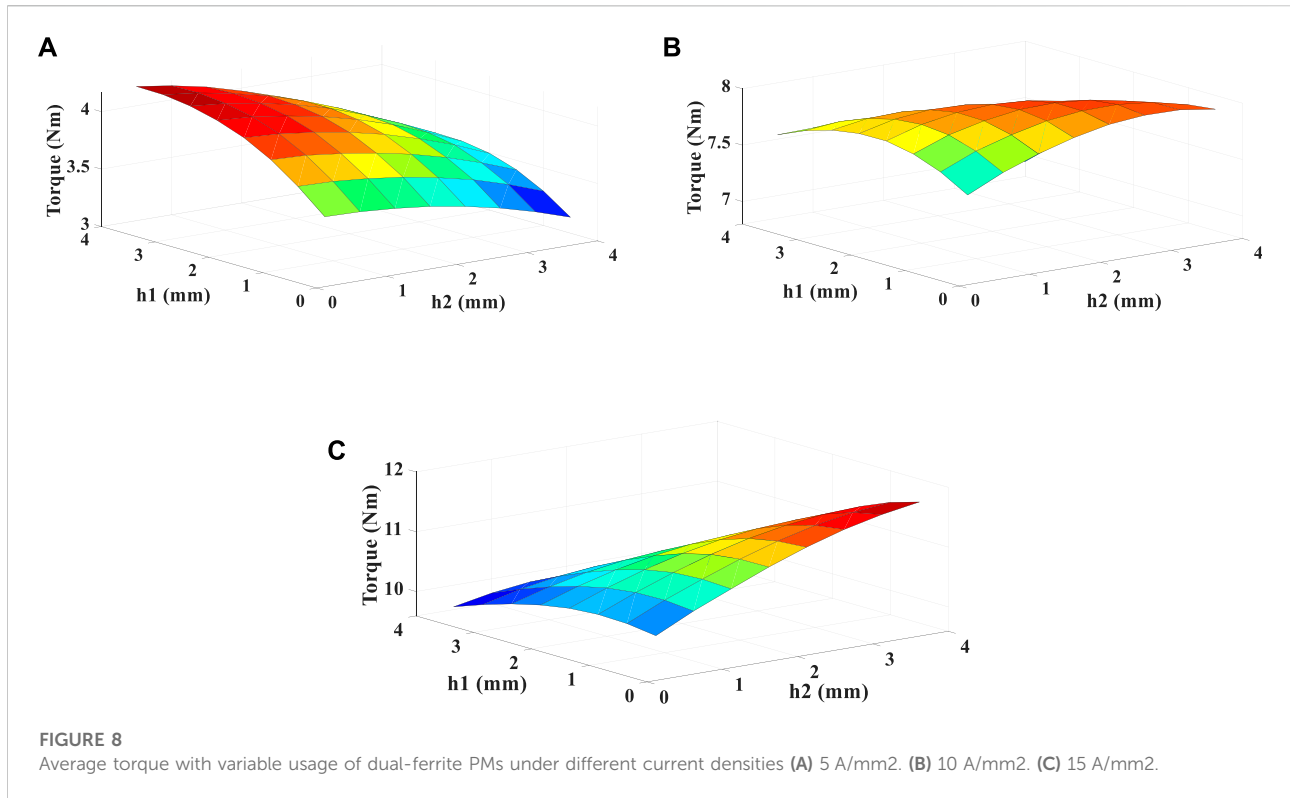 A
Torque (Nm)
4
3.5
3
4
3
2
1
0
h1 (mm)
0
1
2
3
4
h2 (mm)
B
Torque (Nm)
8
7.5
7
4
3
2
1
0
h1 (mm)
0
1
2
3
4
h2 (mm)
C
Torque (Nm)
12
11
10
4
3
2
1
0
h1 (mm)
0
1
2
3
4
h2 (mm)
FIGURE 8
Average torque with variable usage of dual-ferrite PMs under different current densities (A) 5 A/mm2. (B) 10 A/mm2. (C) 15 A/mm2.